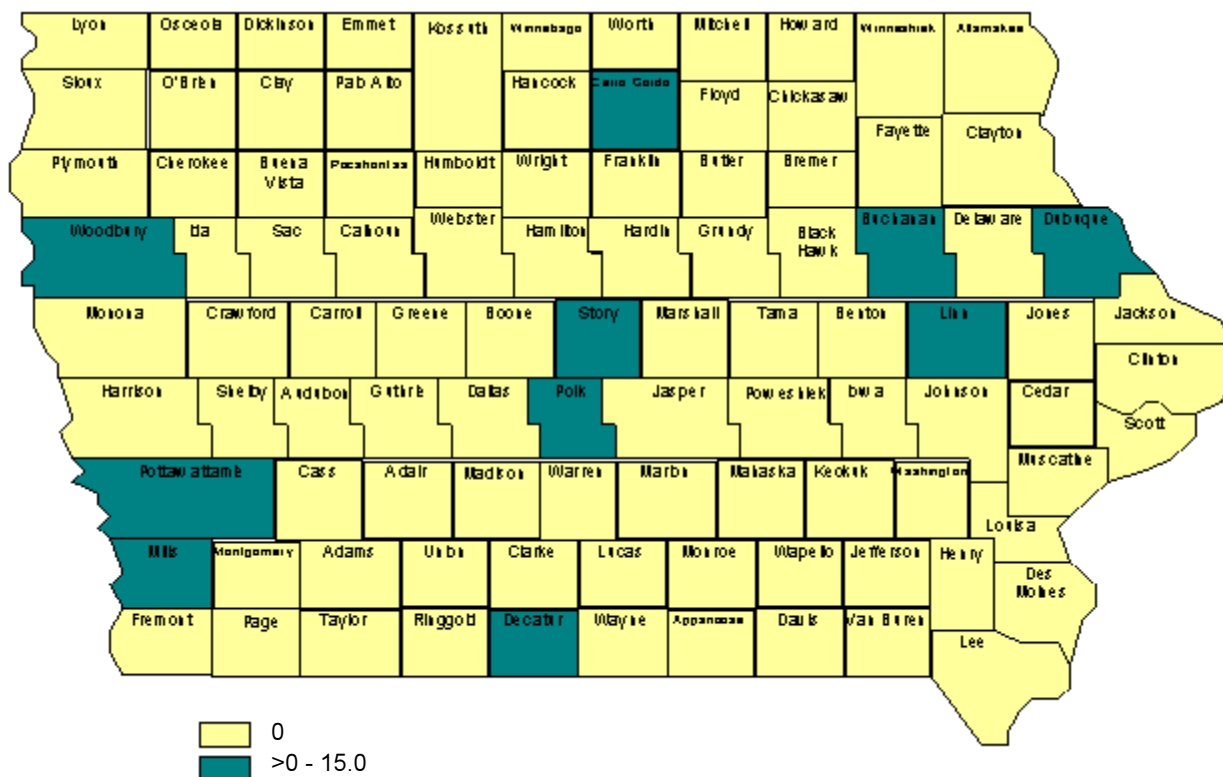 Lyon Osceola Dickinson Emmet Kossuth Winnebago Worth Mitchell Howard Winneshiek Allamakee
Sioux O'Brien Clay Palo Alto Hancock Cerro Gordo Floyd Chickasaw
Fayette Clayton
Plymouth Cherokee Buena Vista Pocahontas Humboldt Wright Franklin Butler Bremer
Woodbury Ida Sac Calhoun Webster Hamilton Hardin Grundy Black Hawk Buchanan Delaware Dubuque
Monona Crawford Carroll Greene Boone Story Marshall Tama Benton Linn Jones Jackson
Clinton
Harrison Shelby Audubon Guthrie Dallas Polk Jasper Poweshiek Iowa Johnson Cedar
Scott
Pottawattamie Cass Adair Madison Warren Marion Mahaska Keokuk Washington Muscatine
Louisa
Mills Montgomery Adams Union Clarke Lucas Monroe Wapello Jefferson Henry
Des Moines
Fremont Page Taylor Ringgold Decatur Wayne Appanoose Davis Van Buren
Lee
0
>0 - 15.0